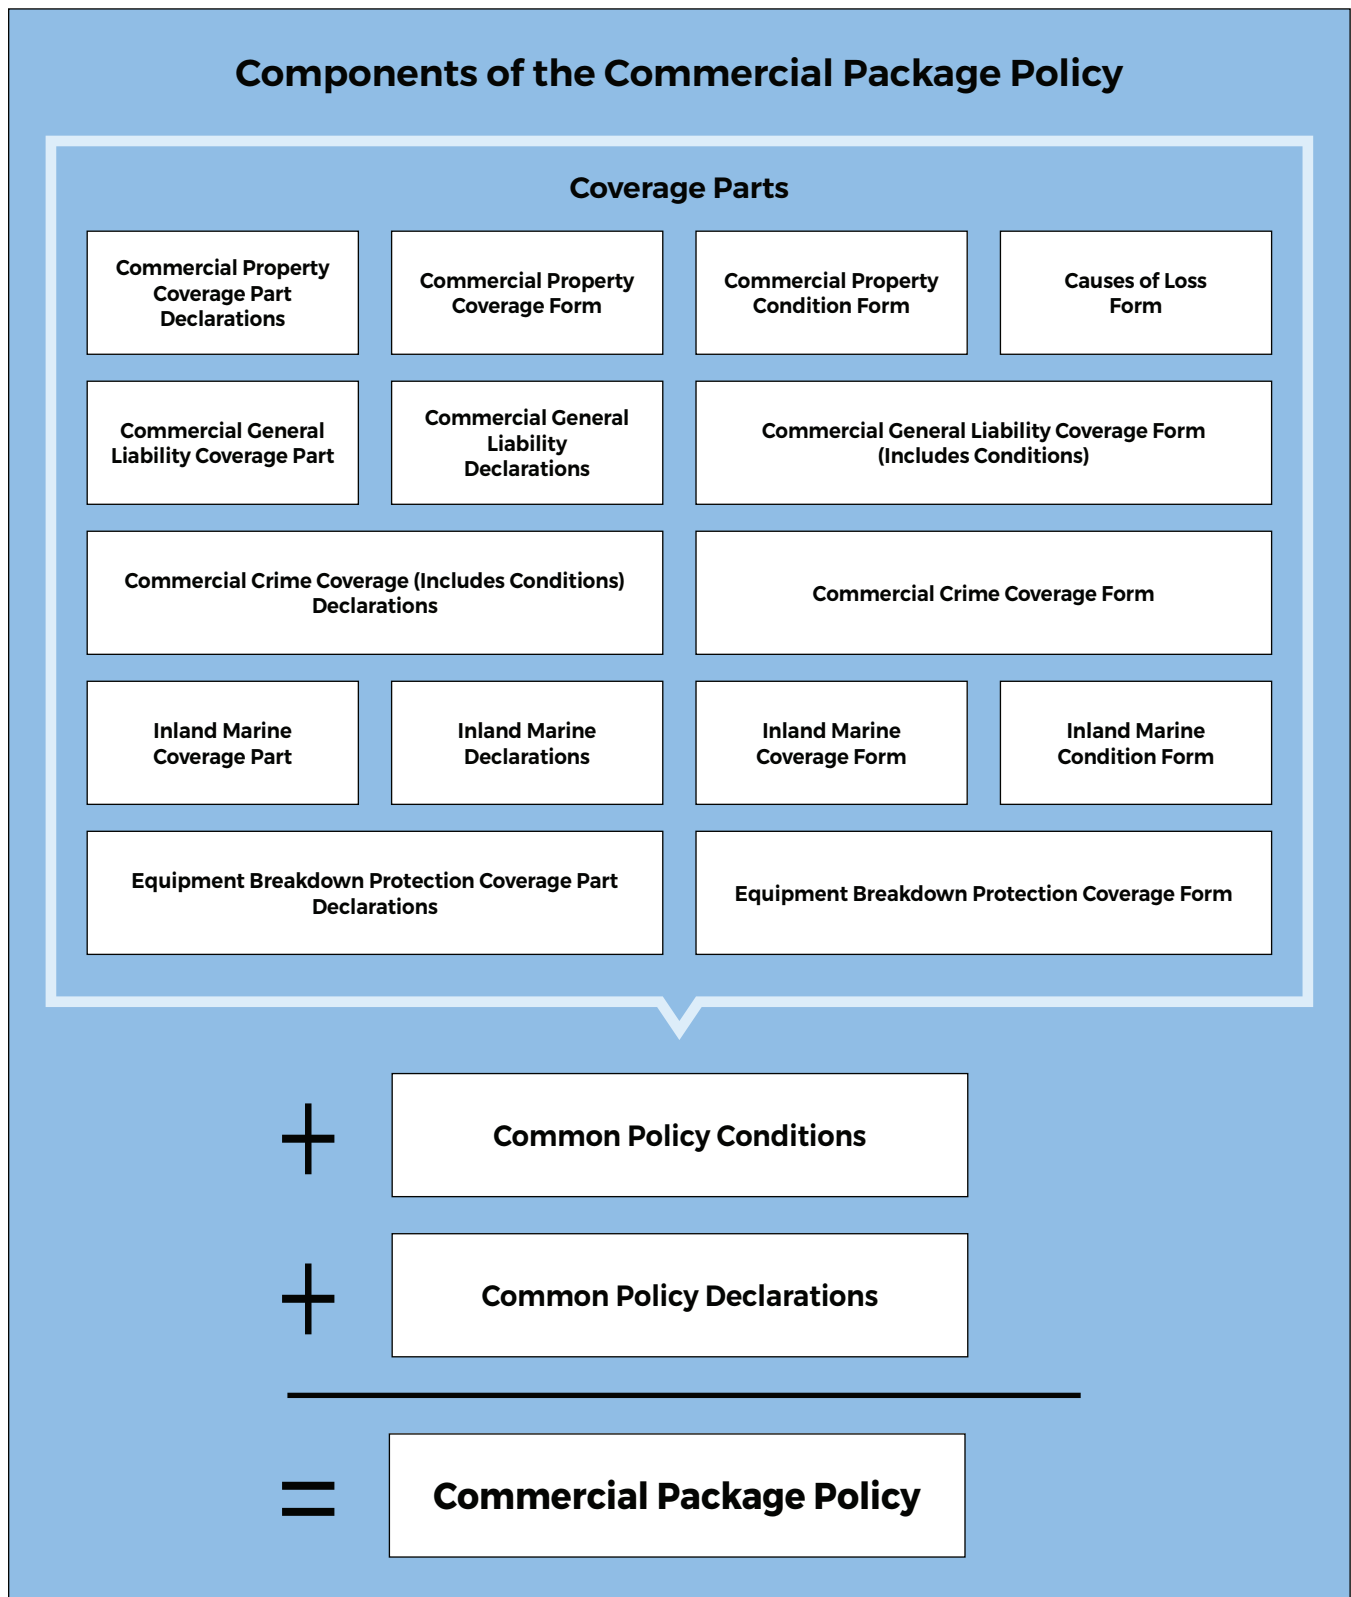 Components of the Commercial Package Policy
Coverage Parts
Commercial Property
Coverage Part
Declarations
Commercial Property
Coverage Form
Commercial Property
Condition Form
Causes of Loss
Form
Commercial General
Liability Coverage Part
Commercial General
Liability
Declarations
Commercial General Liability Coverage Form
(Includes Conditions)
Commercial Crime Coverage (Includes Conditions)
Declarations
Commercial Crime Coverage Form
Inland Marine
Coverage Part
Inland Marine
Declarations
Inland Marine
Coverage Form
Inland Marine
Condition Form
Equipment Breakdown Protection Coverage Part
Declarations
Equipment Breakdown Protection Coverage Form
+ Common Policy Conditions
+ Common Policy Declarations
= Commercial Package Policy